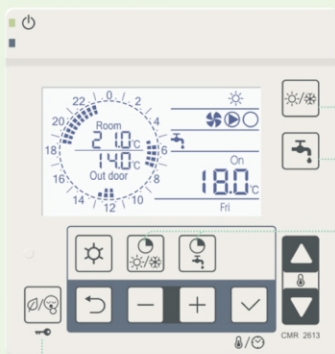 0
22 2
20 4
Room
21.0°C
18 6
14.0°C
Out door
16 8
14 10
12
On
18.0°C
Fri
CMR 2613